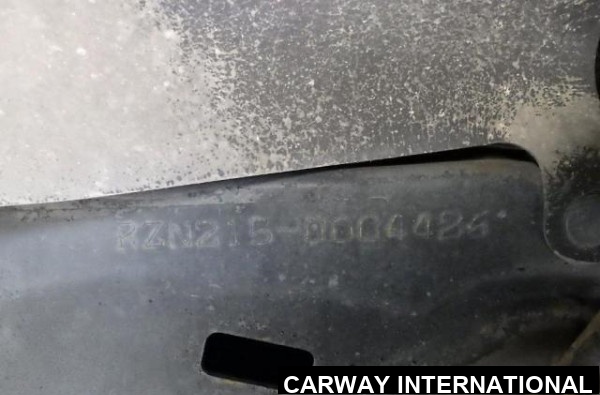 RZN215-0004426*
CARWAY INTERNATIONAL